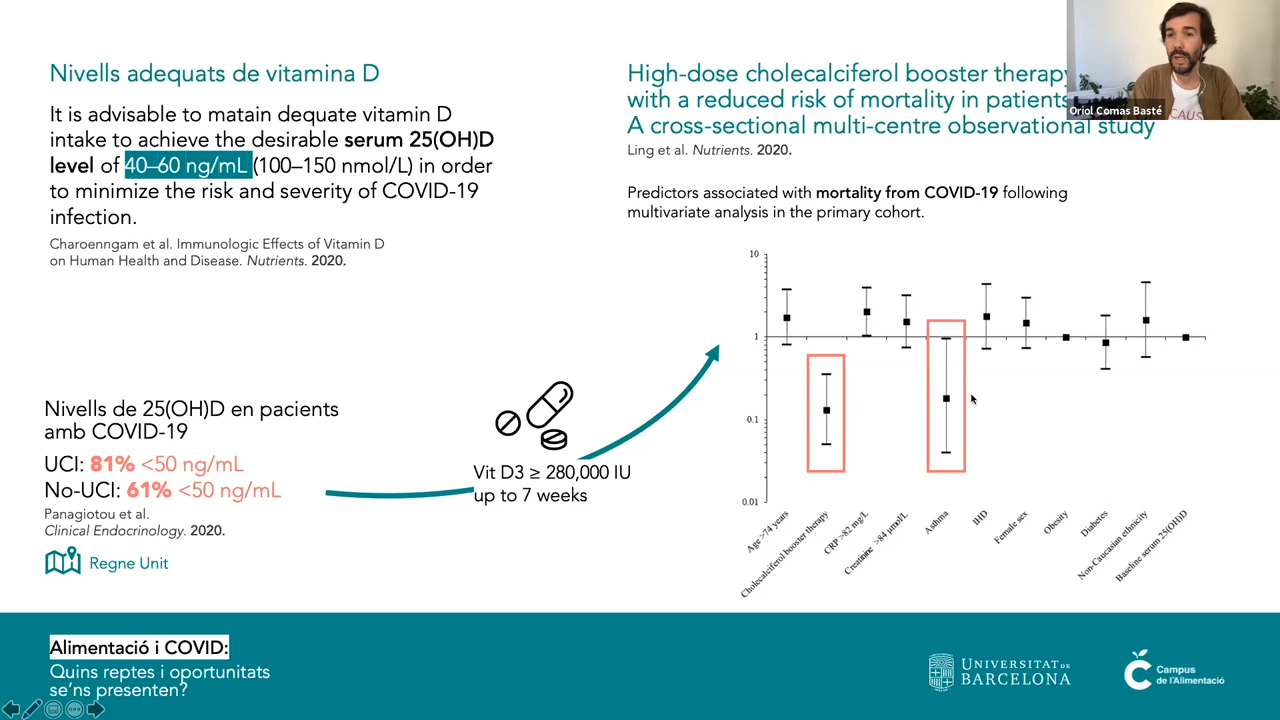 Nivells adequats de vitamina D
It is advisable to matain dequate vitamin D
intake to achieve the desirable serum 25(OH)D
level of 40–60 ng/mL (100–150 nmol/L) in order
to minimize the risk and severity of COVID-19
infection.
Charoenngam et al. Immunologic Effects of Vitamin D
on Human Health and Disease. Nutrients. 2020.
Nivells de 25(OH)D en pacients
amb COVID-19
UCI: 81% <50 ng/mL
No-UCI: 61% <50 ng/mL
Panagiotou et al.
Clinical Endocrinology. 2020.
Regne Unit
Vit D3 ≥ 280,000 IU
up to 7 weeks
High-dose cholecalciferol booster therapy
with a reduced risk of mortality in patients
A cross-sectional multi-centre observational study
Ling et al. Nutrients. 2020.
Predictors associated with mortality from COVID-19 following
multivariate analysis in the primary cohort.
10
1
0.1
0.01
Age >74 years
Cholecalciferol booster therapy
CRP >82 mg/L
Creatinine >84 μmol/L
Asthma
IHD
Female sex
Obesity
Diabetes
Non-Caucasian ethnicity
Baseline serum 25(OH)D
Oriol Comas Basté
CAUS
Alimentació i COVID:
Quins reptes i oportunitats
se'ns presenten?
UNIVERSITAT DE
BARCELONA
Campus
de l'Alimentació